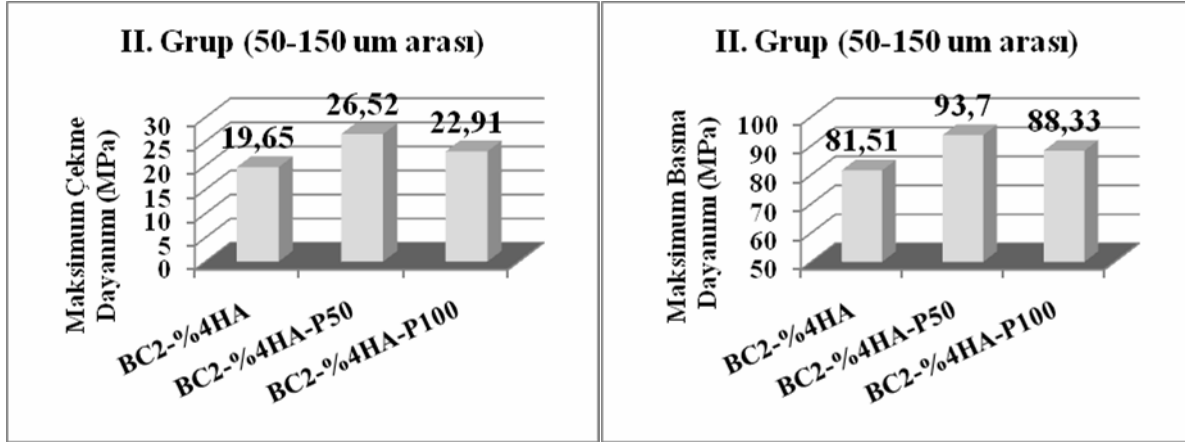 II. Grup (50-150 um arası)
Maksimum Çekme
Dayanımı (MPa)
30
25
20
15
10
5
0
19,65
26,52
22,91
BC2-%4HA
BC2-%4HA-P50
BC2-%4HA-P100
II. Grup (50-150 um arası)
Maksimum Basma
Dayanımı (MPa)
100
90
80
70
60
50
81,51
93,7
88,33
BC2-%4HA
BC2-%4HA-P50
BC2-%4HA-P100